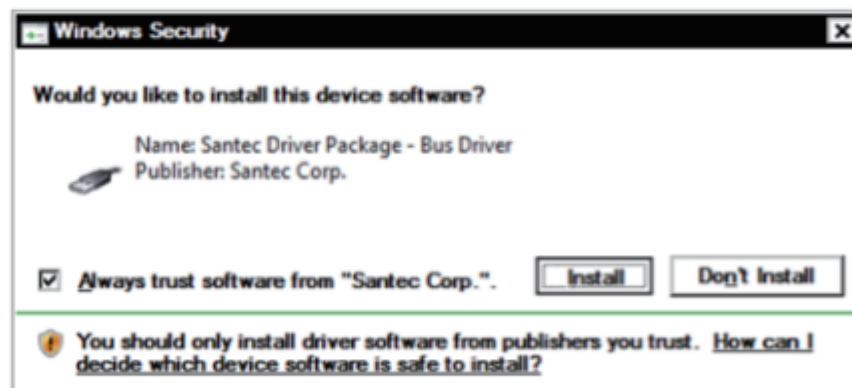 Windows Security
Would you like to install this device software?
Name: Santec Driver Package - Bus Driver
Publisher: Santec Corp.
Always trust software from "Santec Corp.". Install Don't Install
You should only install driver software from publishers you trust. How can I
decide which device software is safe to install?